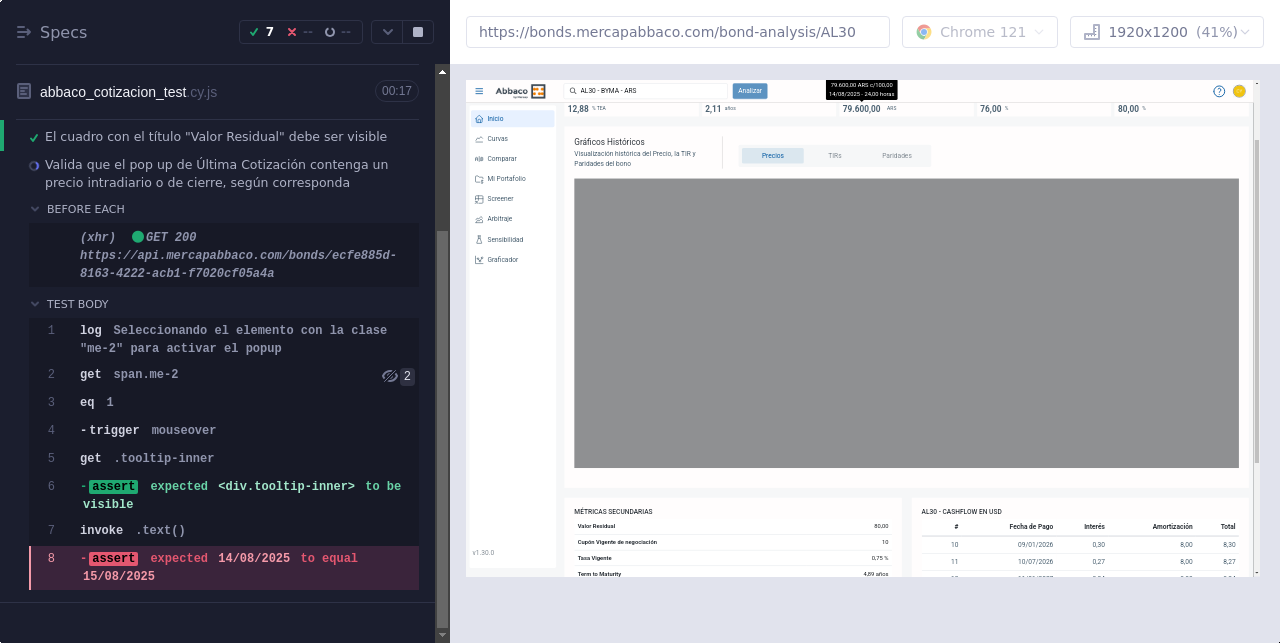 Specs
7
--
--
abbaco_cotizacion_test.cy.js
00:17
El cuadro con el título "Valor Residual" debe ser visible
Valida que el pop up de Última Cotización contenga un
precio intradiario o de cierre, según corresponda
BEFORE EACH
(xhr) GET 200
https://api.mercapabbaco.com/bonds/ecfe885d-
8163-4222-acb1-f7020cf05a4a
TEST BODY
1 log Seleccionando el elemento con la clase
"me-2" para activar el popup
2 get span.me-2 2
3 eq 1
4 -trigger mouseover
5 get .tooltip-inner
6 -assert expected <div.tooltip-inner> to be
visible
7 invoke .text()
8 -assert expected 14/08/2025 to equal
15/08/2025
https://bonds.mercapabbaco.com/bond-analysis/AL30
Chrome 121
1920x1200 (41%)
Abbaco
AL30 - BYMA - ARS
Analizar
79.600,00 ARS c/100,00
14/08/2025 - 24,00 horas
12,88 % TEA
2,11 años
79.600,00 ARS
76,00 %
80,00 %
Inicio
Curvas
Comparar
Mi Portafolio
Screener
Arbitraje
Sensibilidad
Graficador
v1.30.0
Gráficos Históricos
Visualización histórica del Precio, la TIR y
Paridades del bono
Precios
TIRs
Paridades
MÉTRICAS SECUNDARIAS
Valor Residual 80,00
Cupón Vigente de negociación 10
Tasa Vigente 0,75 %
Term to Maturity 4,89 años
AL30 - CASHFLOW EN USD
# Fecha de Pago Interés Amortización Total
10 09/01/2026 0,30 8,00 8,30
11 10/07/2026 0,27 8,00 8,27